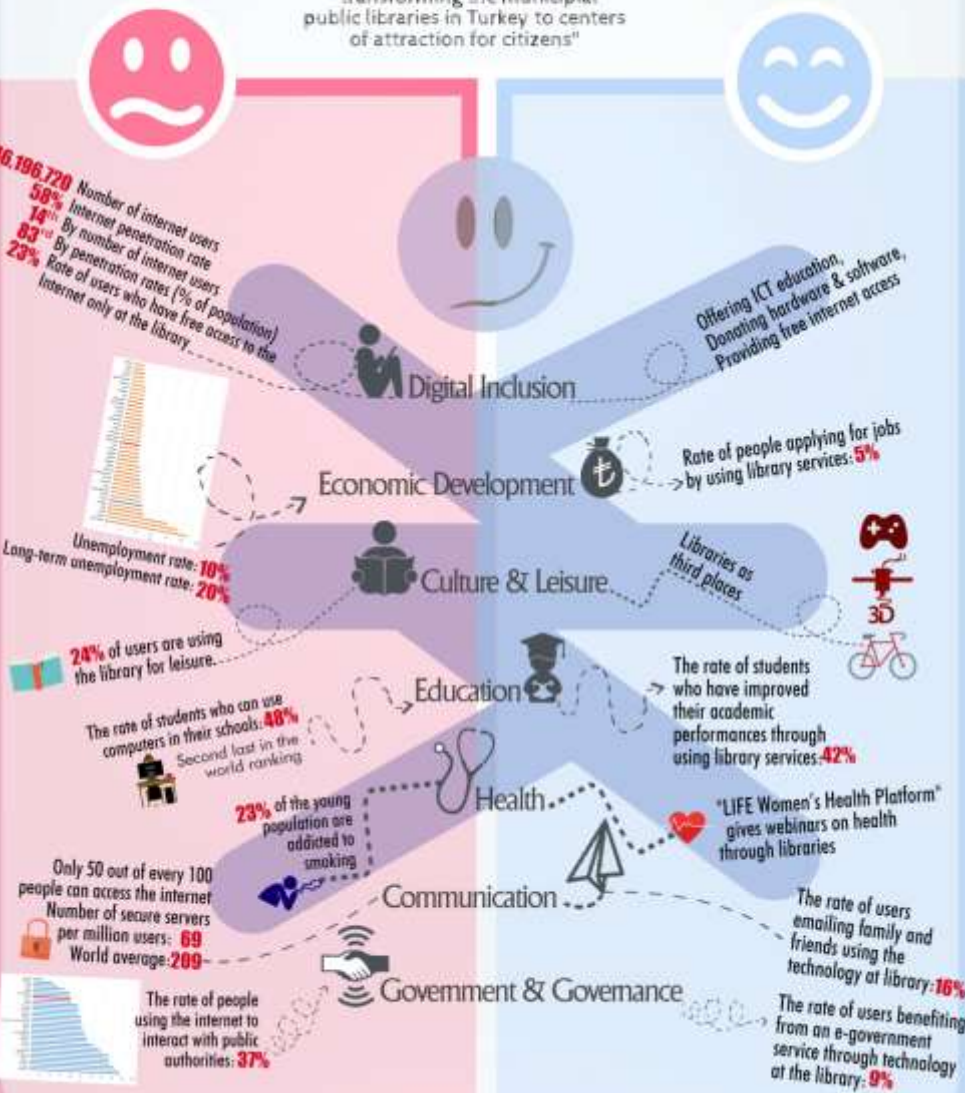 transforming the municipal
public libraries in Turkey to centers
of attraction for citizens"
6.196.720 Number of internet users
58% Internet penetration rate
14th By number of internet users
83rd By penetration rates (% of population)
23% Rate of users who have free access to the
Internet only at the library
Offering ICT education,
Donating hardware & software,
Providing free internet access
Digital Inclusion
Economic Development
Rate of people applying for jobs
by using library services: 5%
Unemployment rate: 10%
Long-term unemployment rate: 20%
Culture & Leisure
Libraries as
third places
3D
24% of users are using
the library for leisure
Education
The rate of students who can use
computers in their schools: 48%
Second last in the
world ranking
The rate of students
who have improved
their academic
performances through
using library services: 42%
Health
23% of the young
population are
addicted to
smoking
"LIFE Women's Health Platform"
gives webinars on health
through libraries
Communication
Only 50 out of every 100
people can access the internet
Number of secure servers
per million users: 69
World average: 209
The rate of users
emailing family and
friends using the
technology at library: 16%
Government & Governance
The rate of people
using the internet to
interact with public
authorities: 37%
The rate of users benefiting
from an e-government
service through technology
at the library: 9%